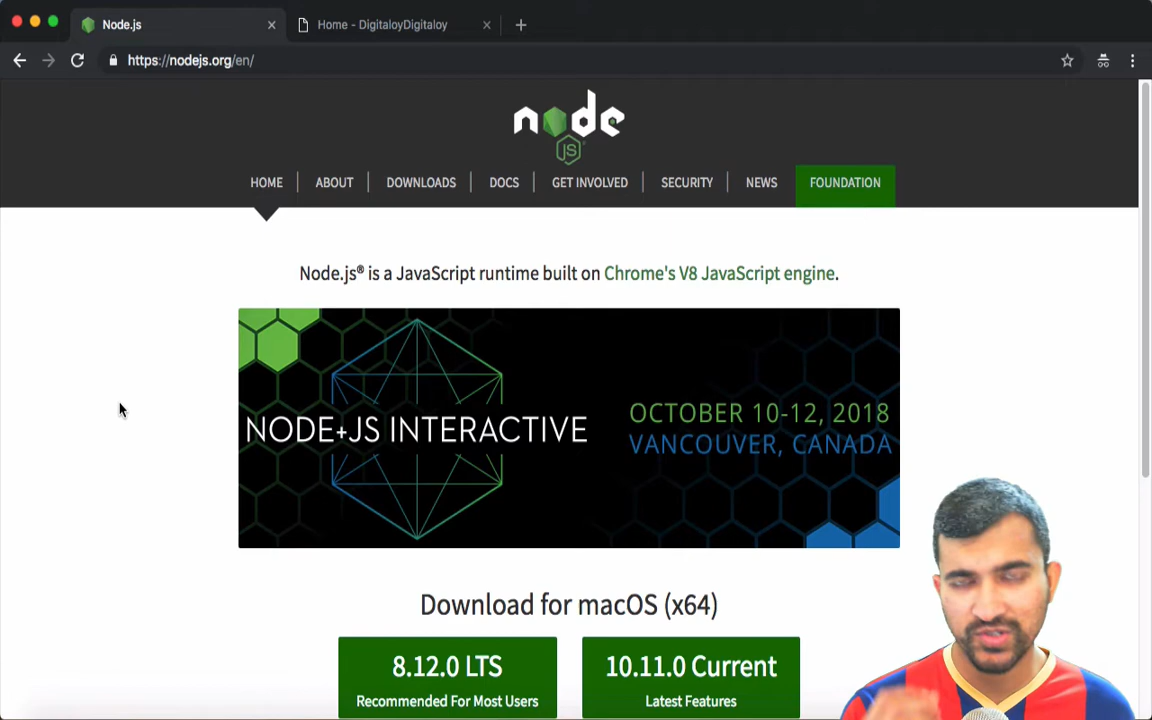 Node.js
Home - DigitaloyDigitaloy
https://nodejs.org/en/
node
JS
HOME
ABOUT
DOWNLOADS
DOCS
GET INVOLVED
SECURITY
NEWS
FOUNDATION
Node.js® is a JavaScript runtime built on Chrome's V8 JavaScript engine.
NODE+JS INTERACTIVE
OCTOBER 10-12, 2018
VANCOUVER, CANADA
Download for macOS (x64)
8.12.0 LTS
Recommended For Most Users
10.11.0 Current
Latest Features